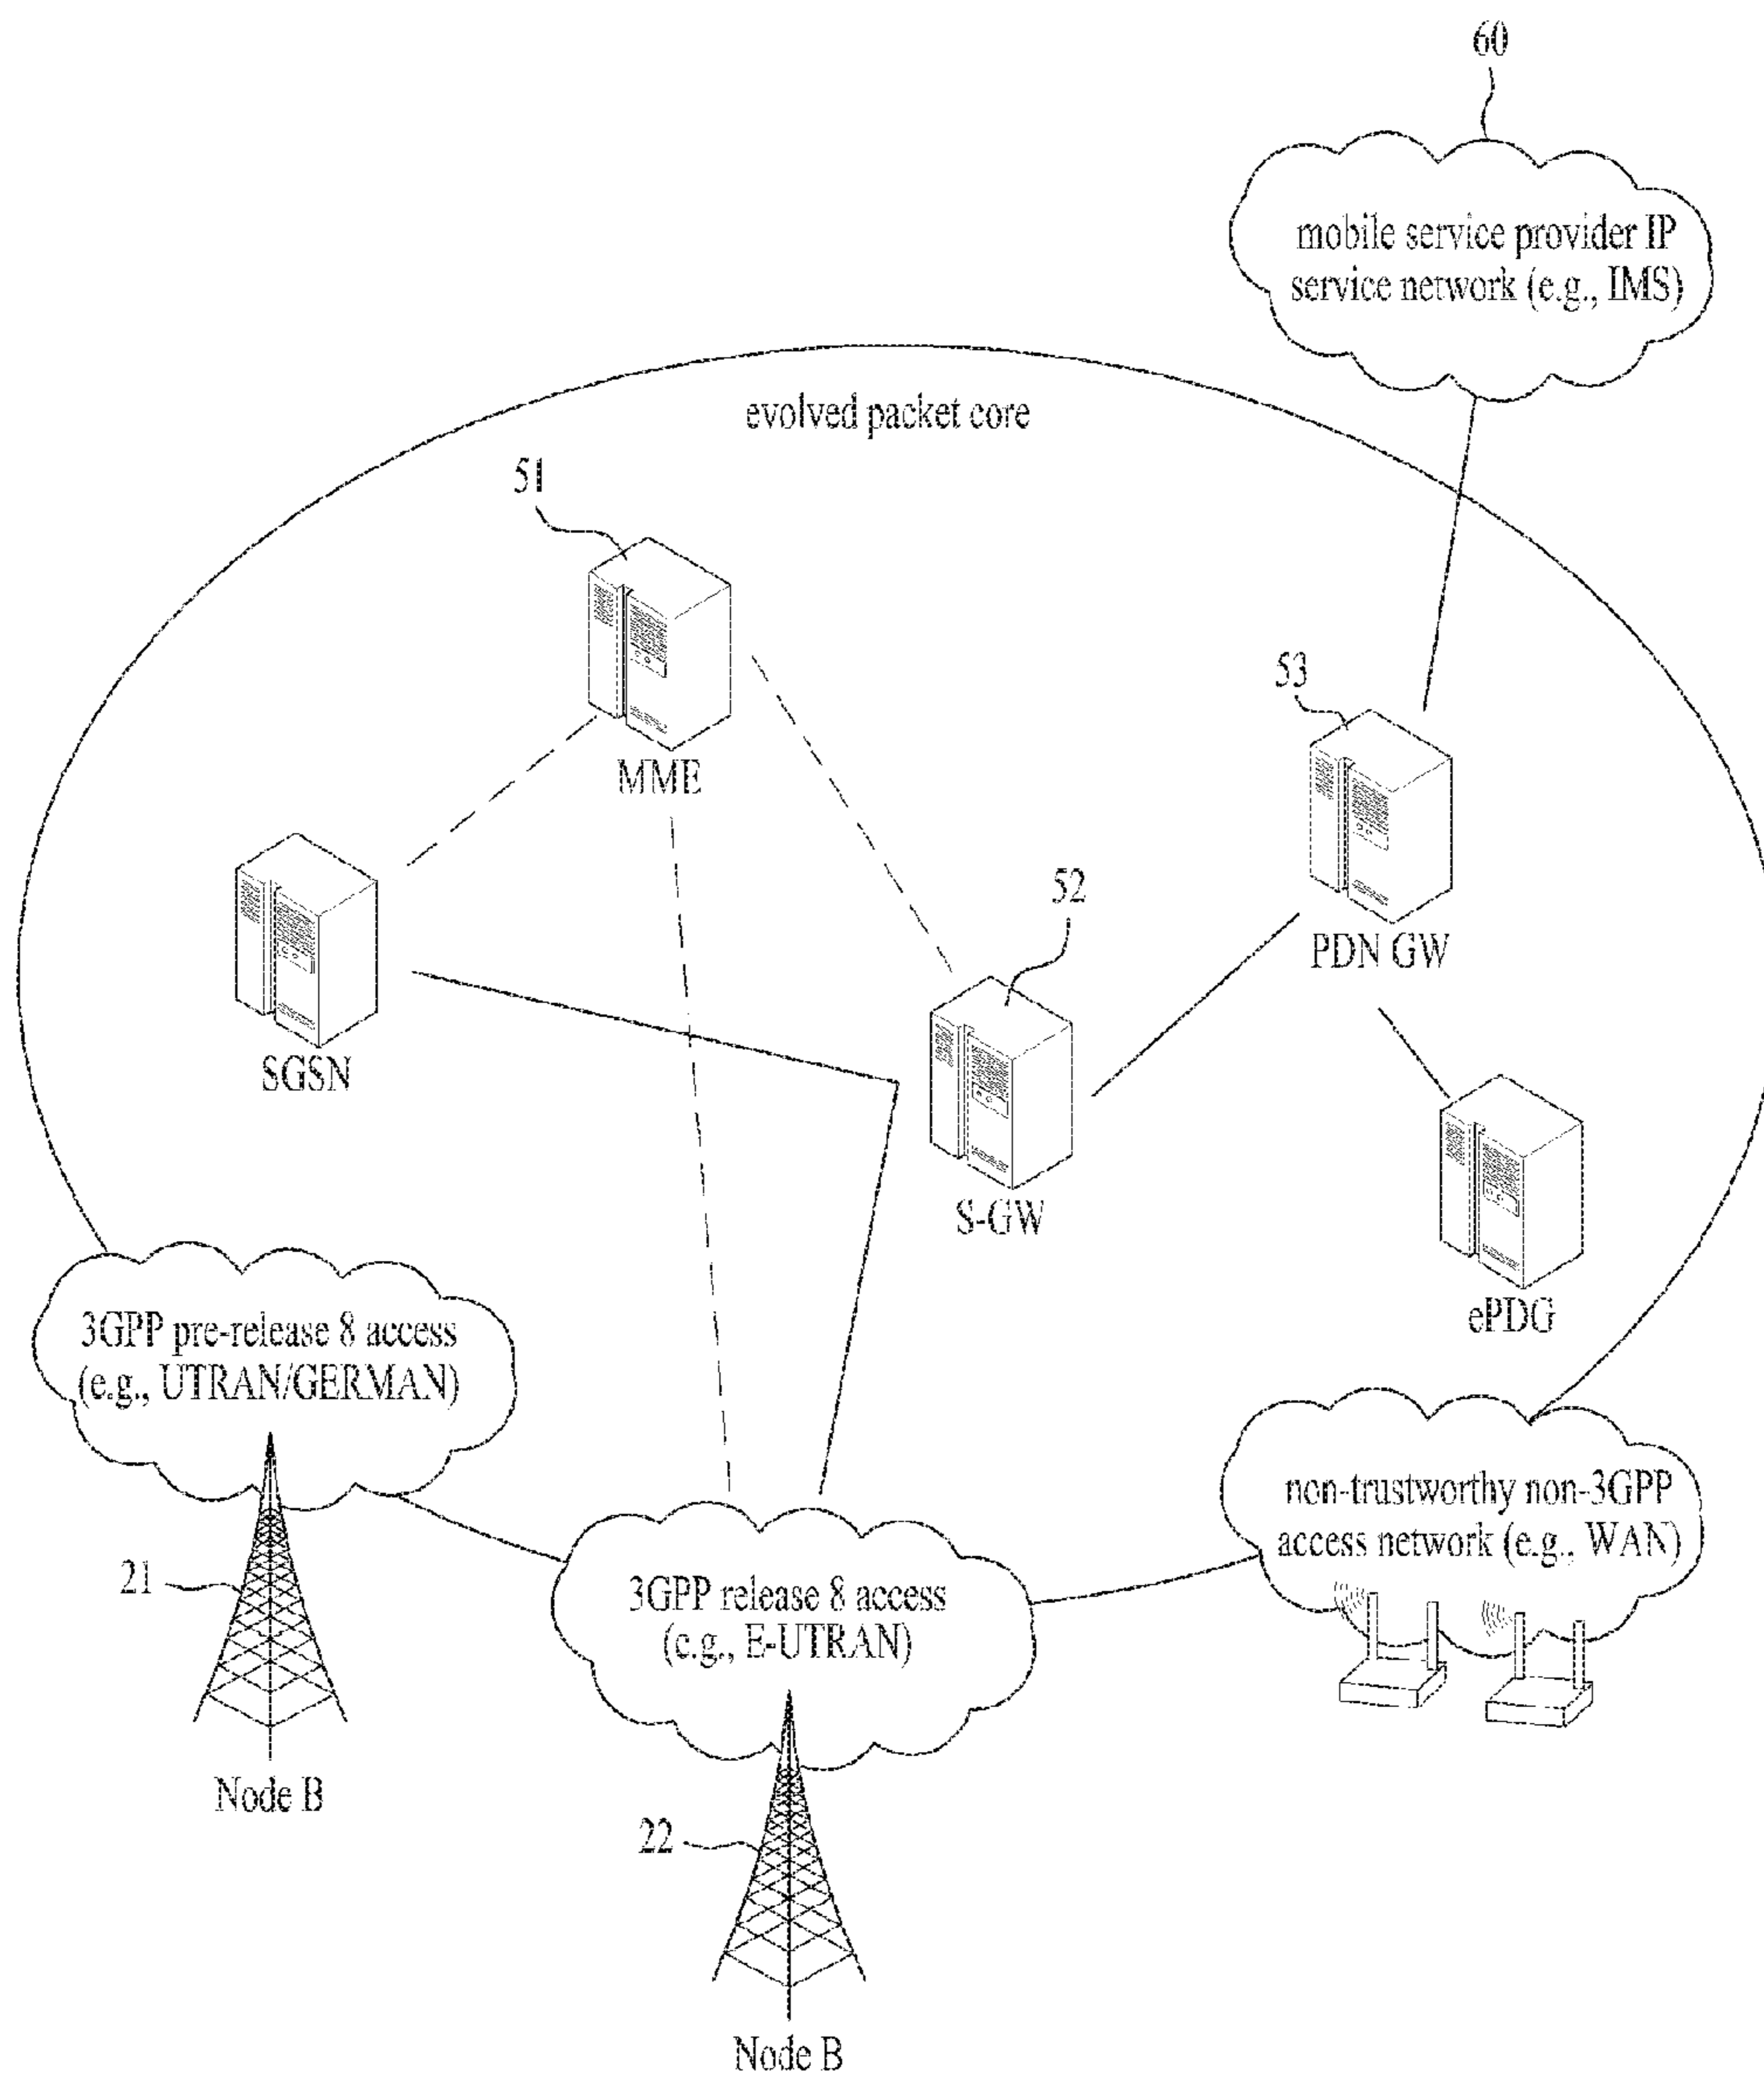 60
mobile service provider IP
service network (e.g., IMS)
evolved packet core
51
MME
53
PDN GW
52
SGSN
S-GW
ePDG
3GPP pre-release 8 access
(e.g., UTRAN/GERMAN)
21
Node B
3GPP release 8 access
(e.g., E-UTRAN)
22
Node B
non-trustworthy non-3GPP
access network (e.g., WAN)